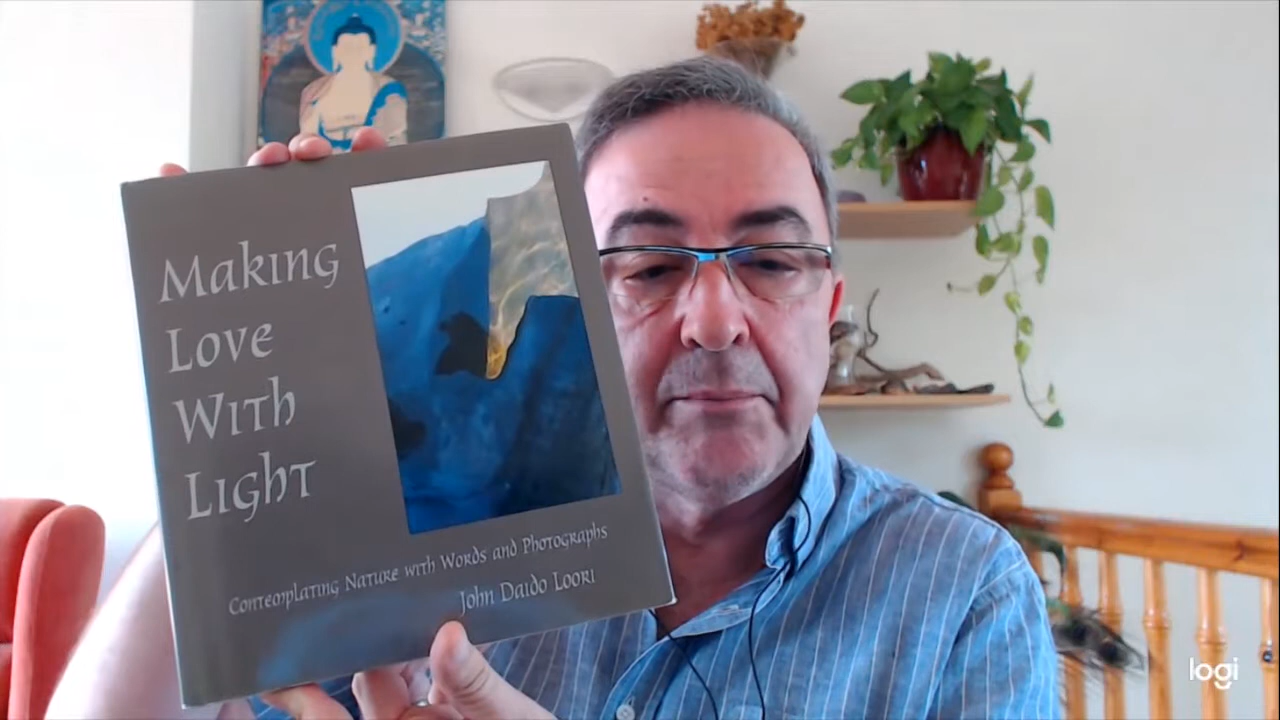 Making
Love
With
Light
Contemplating Nature with Words and Photographs
John Daido Loori
logi